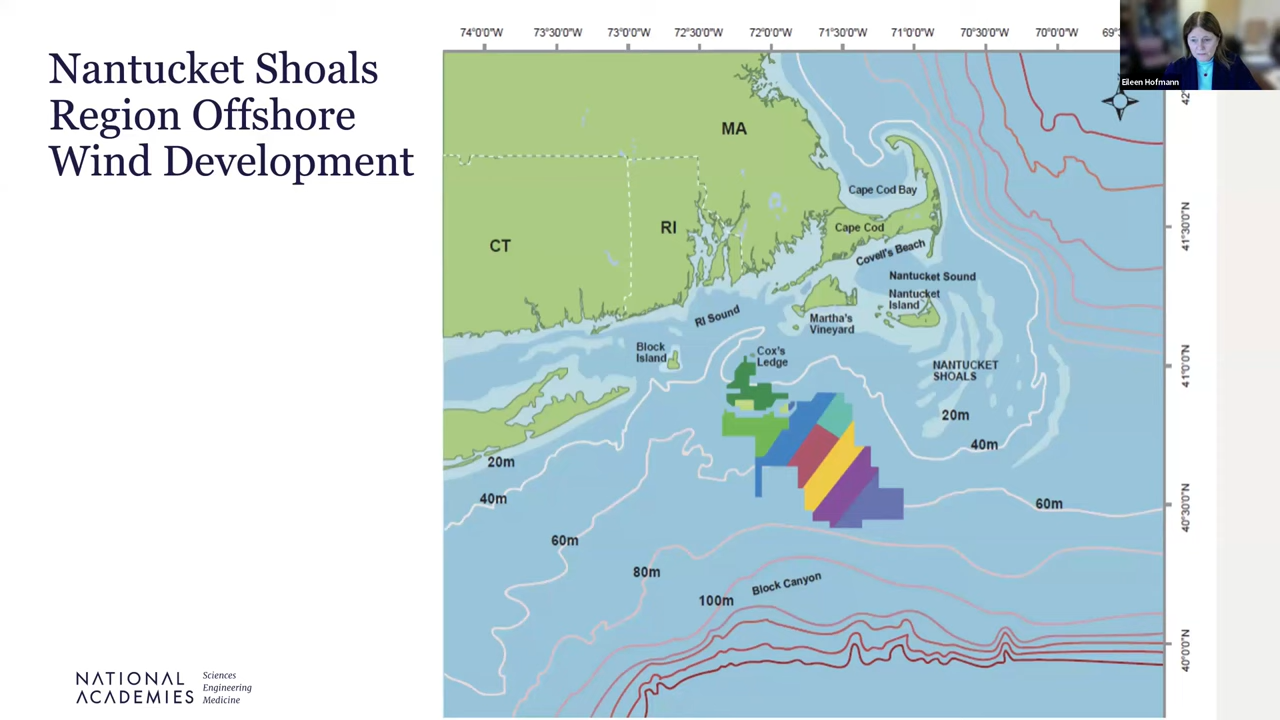 Nantucket Shoals
Region Offshore
Wind Development
74°0'0"W
73°30'0"W
73°0'0"W
72°30'0"W
72°0'0"W
71°30'0"W
71°0'0"W
70°30'0"W
70°0'0"W
Eileen Hofmann
MA
Cape Cod Bay
RI
Cape Cod
CT
Covell's Beach
41°30'0"N
Nantucket Sound
Nantucket
Island
RI Sound
Martha's
Vineyard
Block
Island
Cox's
Ledge
NANTUCKET
SHOALS
41°0'0"N
20m
40m
20m
40m
60m
40°30'0"N
60m
80m
Block Canyon
100m
40°0'0"N
NATIONAL
ACADEMIES
Sciences
Engineering
Medicine